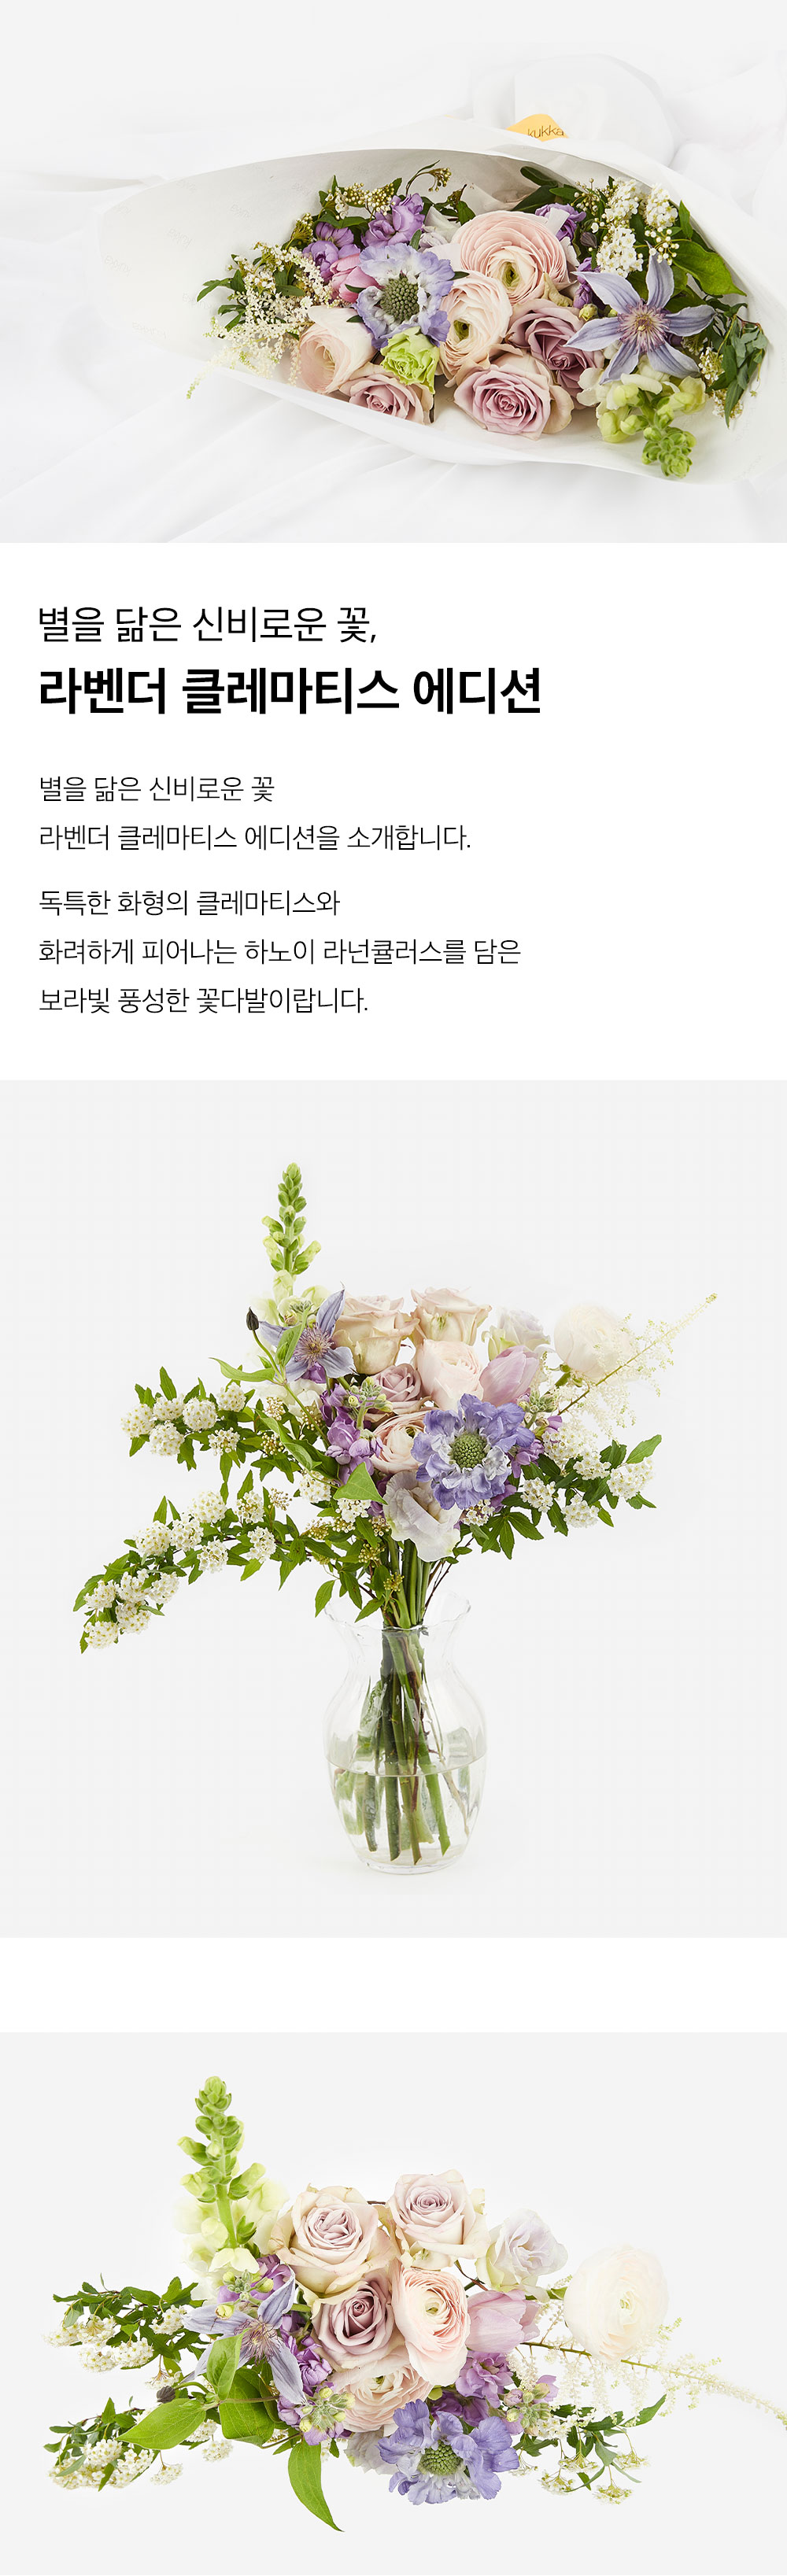 kukka
별을 닮은 신비로운 꽃,
라벤더 클레마티스 에디션
별을 닮은 신비로운 꽃
라벤더 클레마티스 에디션을 소개합니다.
독특한 화형의 클레마티스와
화려하게 피어나는 하노이 라넌큘러스를 담은
보라빛 풍성한 꽃다발이랍니다.